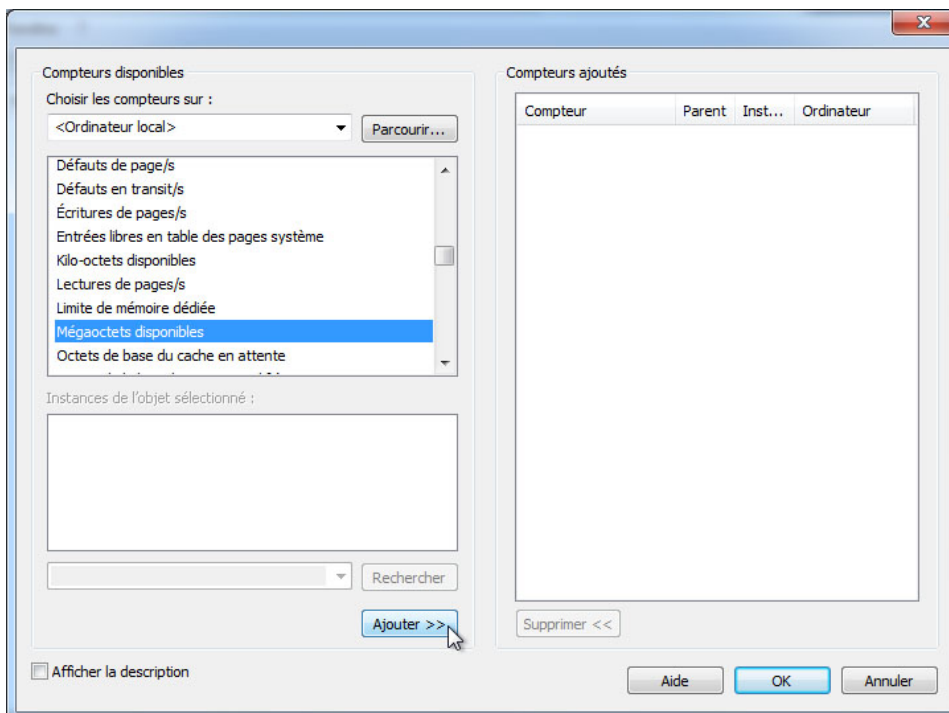 Compteurs disponibles
Choisir les compteurs sur :
<Ordinateur local>
Parcourir...
Défauts de page/s
Défauts en transit/s
Écritures de pages/s
Entrées libres en table des pages système
Kilo-octets disponibles
Lectures de pages/s
Limite de mémoire dédiée
Mégaoctets disponibles
Octets de base du cache en attente
Instances de l'objet sélectionné :
Rechercher
Ajouter >>
Afficher la description
Compteurs ajoutés
Compteur Parent Inst... Ordinateur
Supprimer <<
Aide OK Annuler